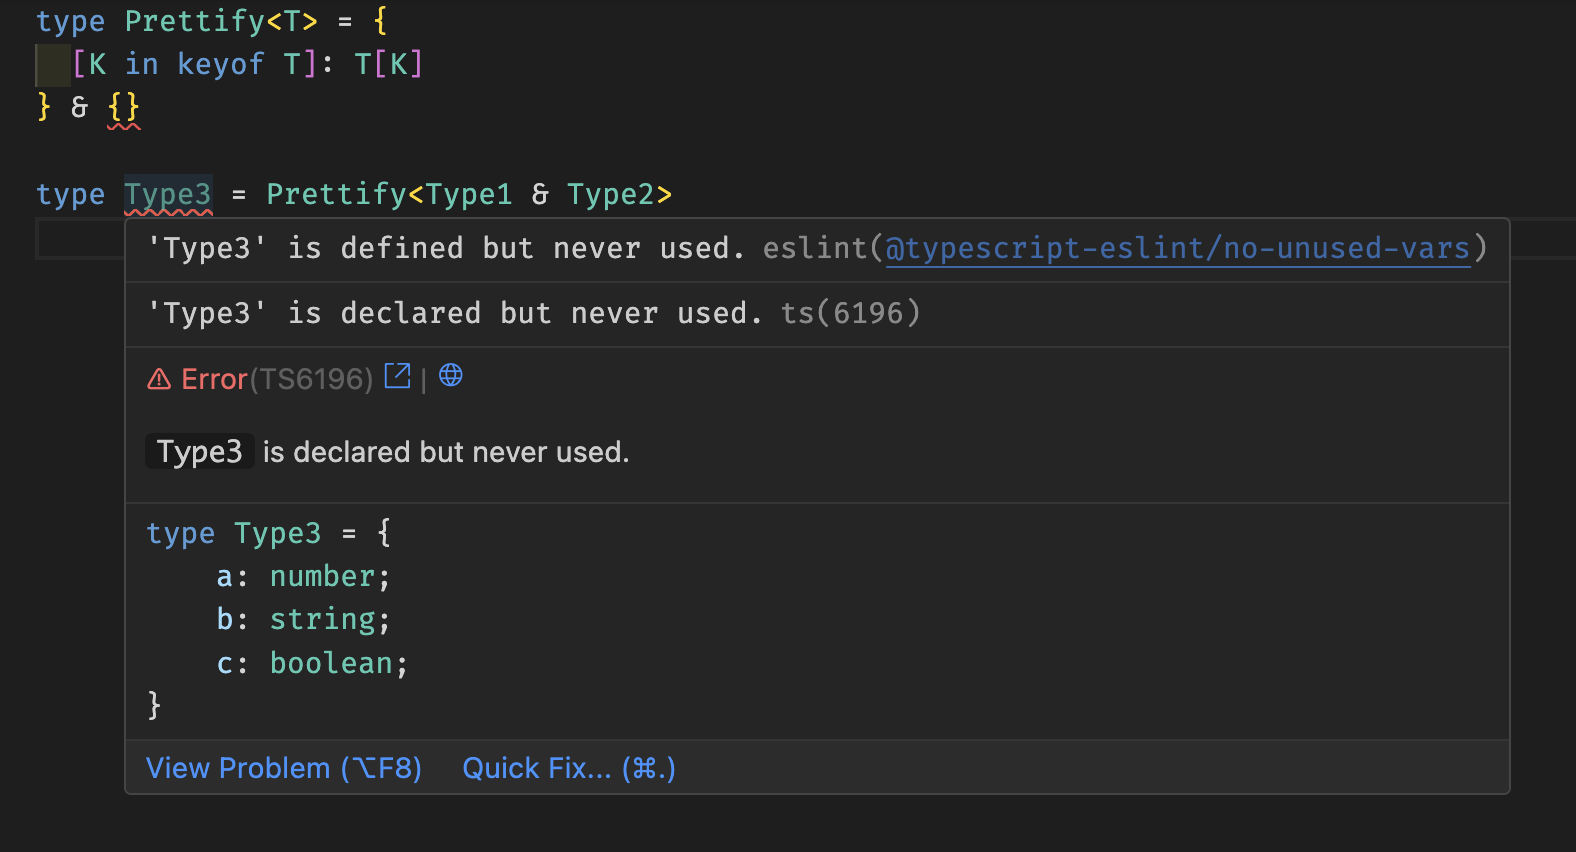 type Prettify<T> = {
[K in keyof T]: T[K]
} & {}
type Type3 = Prettify<Type1 & Type2>
'Type3' is defined but never used. eslint(@typescript-eslint/no-unused-vars)
'Type3' is declared but never used. ts(6196)
Error(TS6196) |
Type3 is declared but never used.
type Type3 = {
a: number;
b: string;
c: boolean;
}
View Problem (⌥F8) Quick Fix... (⌘.)